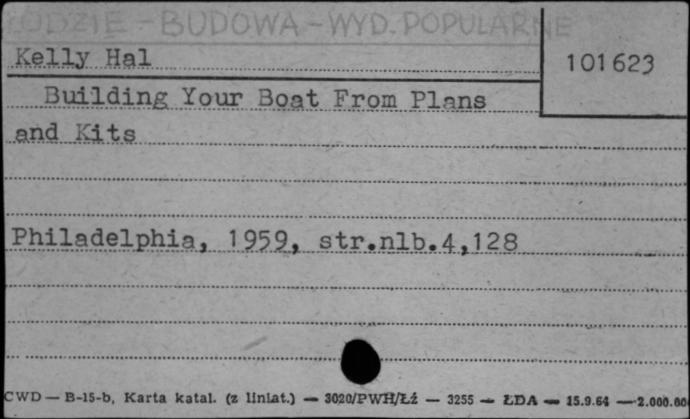 ŁODZIE - BUDOWA - WYD. POPULARNE
Kelly Hal
101623
Building Your Boat From Plans
and Kits
Philadelphia, 1959, str.nlb.4,128
CWD — B-15-b, Karta katal. (z liniat.) — 3020/PWH/Łź — 3255 — ŁDA — 15.9.64 — 2.000.00